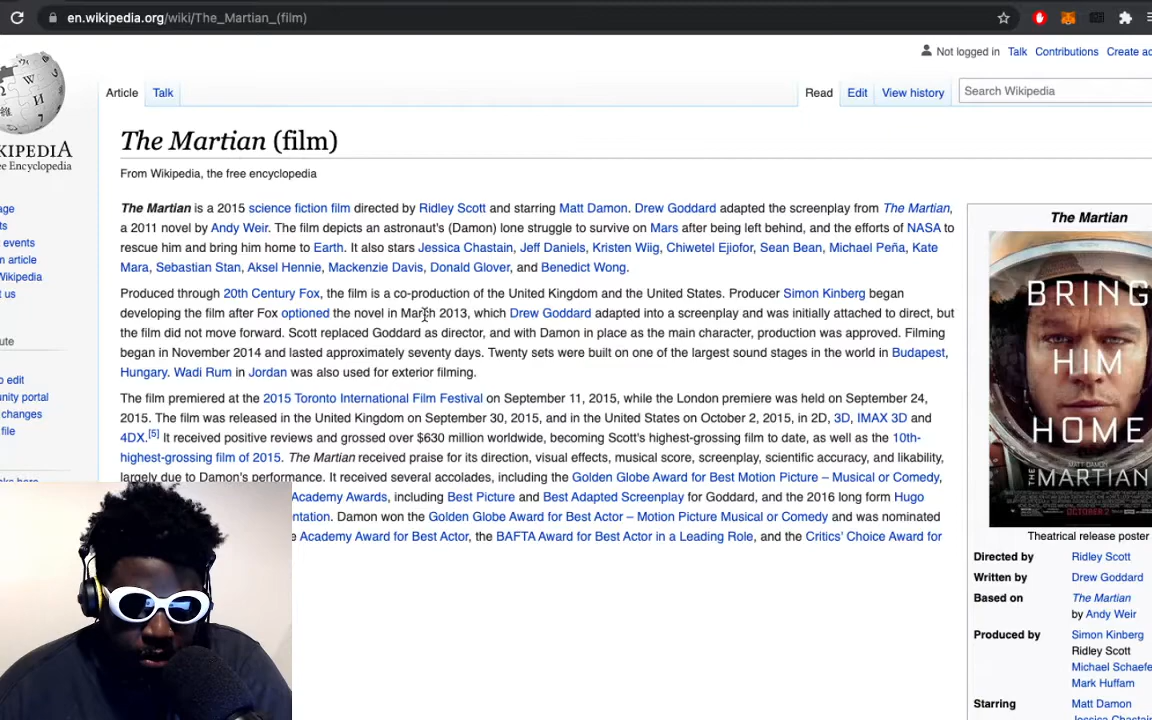 en.wikipedia.org/wiki/The_Martian_(film)
Not logged in Talk Contributions Create
Article Talk Read Edit View history Search Wikipedia
The Martian (film)
From Wikipedia, the free encyclopedia
The Martian is a 2015 science fiction film directed by Ridley Scott and starring Matt Damon. Drew Goddard adapted the screenplay from The Martian,
a 2011 novel by Andy Weir. The film depicts an astronaut's (Damon) lone struggle to survive on Mars after being left behind, and the efforts of NASA to
rescue him and bring him home to Earth. It also stars Jessica Chastain, Jeff Daniels, Kristen Wiig, Chiwetel Ejiofor, Sean Bean, Michael Peña, Kate
Mara, Sebastian Stan, Aksel Hennie, Mackenzie Davis, Donald Glover, and Benedict Wong.
Produced through 20th Century Fox, the film is a co-production of the United Kingdom and the United States. Producer Simon Kinberg began
developing the film after Fox optioned the novel in March 2013, which Drew Goddard adapted into a screenplay and was initially attached to direct, but
the film did not move forward. Scott replaced Goddard as director, and with Damon in place as the main character, production was approved. Filming
began in November 2014 and lasted approximately seventy days. Twenty sets were built on one of the largest sound stages in the world in Budapest,
Hungary. Wadi Rum in Jordan was also used for exterior filming.
The film premiered at the 2015 Toronto International Film Festival on September 11, 2015, while the London premiere was held on September 24,
2015. The film was released in the United Kingdom on September 30, 2015, and in the United States on October 2, 2015, in 2D, 3D, IMAX 3D and
4DX.[5] It received positive reviews and grossed over $630 million worldwide, becoming Scott's highest-grossing film to date, as well as the 10th-
highest-grossing film of 2015. The Martian received praise for its direction, visual effects, musical score, screenplay, scientific accuracy, and likability,
largely due to Damon's performance. It received several accolades, including the Golden Globe Award for Best Motion Picture – Musical or Comedy,
Academy Awards, including Best Picture and Best Adapted Screenplay for Goddard, and the 2016 long form Hugo
ntation. Damon won the Golden Globe Award for Best Actor – Motion Picture Musical or Comedy and was nominated
Academy Award for Best Actor, the BAFTA Award for Best Actor in a Leading Role, and the Critics' Choice Award for
KIPEDIA
ee Encyclopedia
age
ts
events
m article
Wikipedia
t us
ute
o edit
unity portal
changes
file
The Martian
BRING
HIM
HOME
MATT DAMON
THE MARTIAN
OCTOBER 2
Theatrical release poster
Directed by Ridley Scott
Written by Drew Goddard
Based on The Martian
by Andy Weir
Produced by Simon Kinberg
Ridley Scott
Michael Schaefe
Mark Huffam
Starring Matt Damon